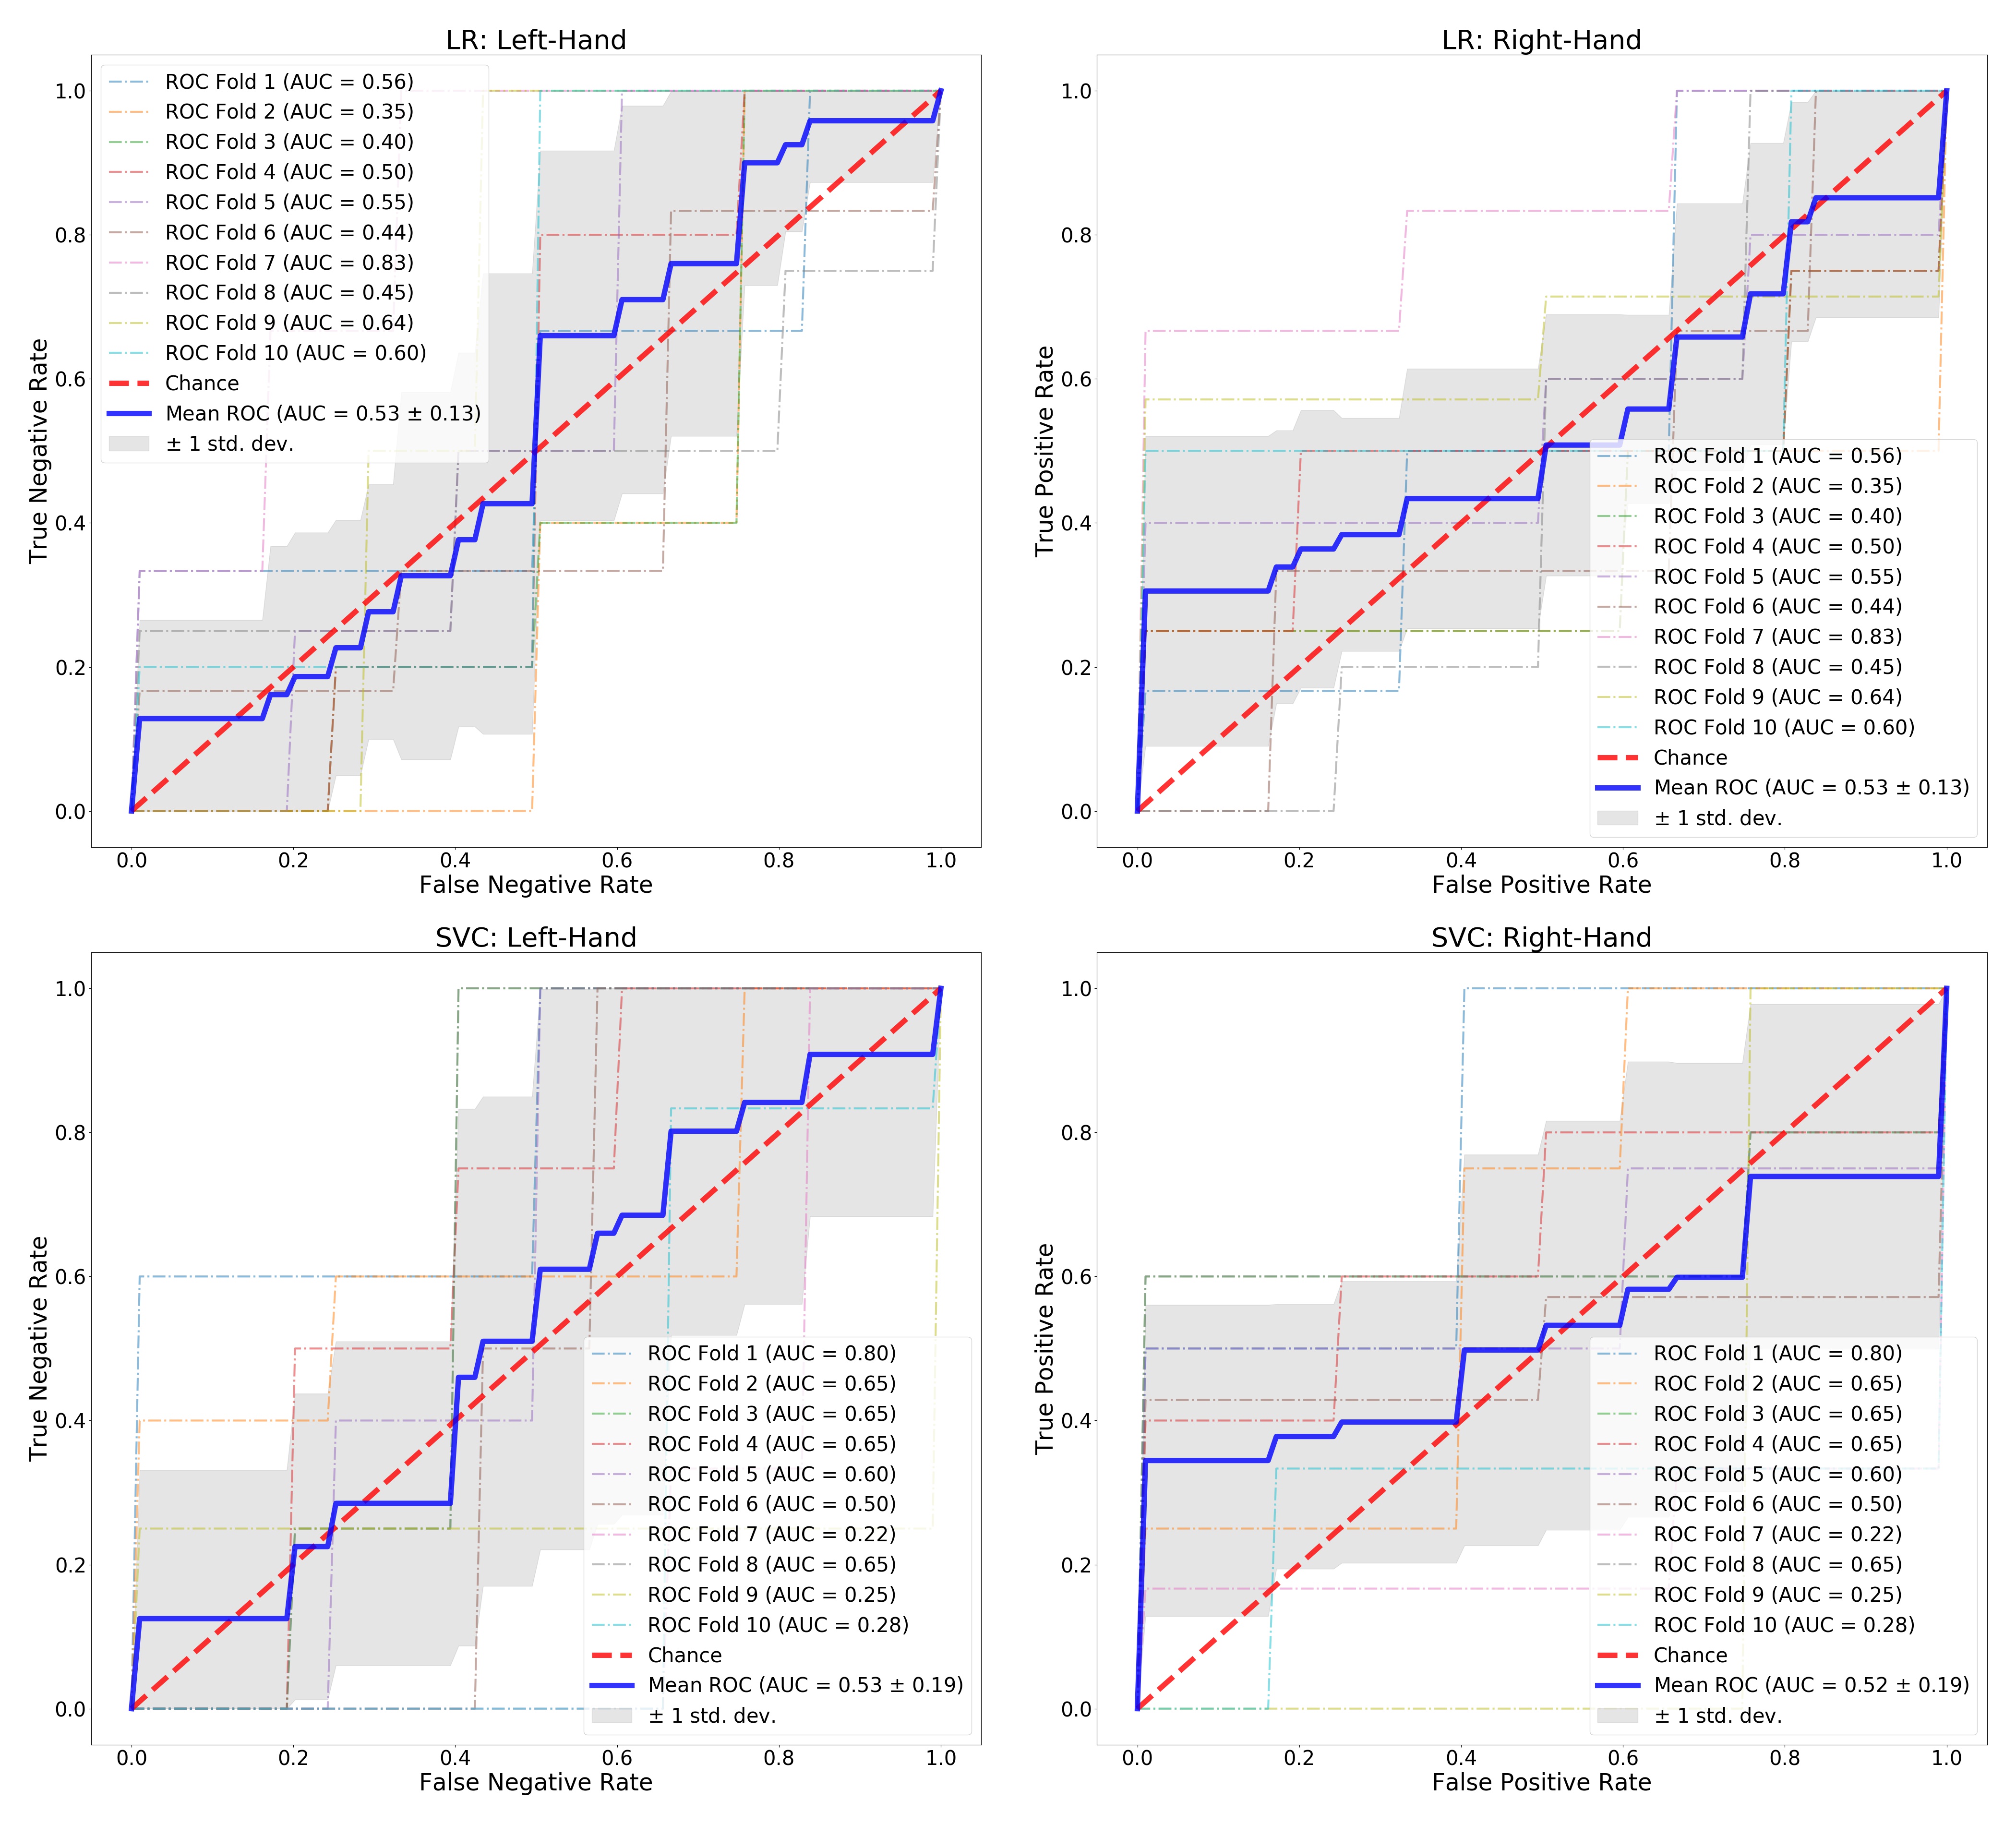 LR: Left-Hand
1.0
0.8
0.6
0.4
0.2
0.0
True Negative Rate
ROC Fold 1 (AUC = 0.56)
ROC Fold 2 (AUC = 0.35)
ROC Fold 3 (AUC = 0.40)
ROC Fold 4 (AUC = 0.50)
ROC Fold 5 (AUC = 0.55)
ROC Fold 6 (AUC = 0.44)
ROC Fold 7 (AUC = 0.83)
ROC Fold 8 (AUC = 0.45)
ROC Fold 9 (AUC = 0.64)
ROC Fold 10 (AUC = 0.60)
Chance
Mean ROC (AUC = 0.53 ± 0.13)
± 1 std. dev.
0.0 0.2 0.4 0.6 0.8 1.0
False Negative Rate
LR: Right-Hand
1.0
0.8
0.6
0.4
0.2
0.0
True Positive Rate
ROC Fold 1 (AUC = 0.56)
ROC Fold 2 (AUC = 0.35)
ROC Fold 3 (AUC = 0.40)
ROC Fold 4 (AUC = 0.50)
ROC Fold 5 (AUC = 0.55)
ROC Fold 6 (AUC = 0.44)
ROC Fold 7 (AUC = 0.83)
ROC Fold 8 (AUC = 0.45)
ROC Fold 9 (AUC = 0.64)
ROC Fold 10 (AUC = 0.60)
Chance
Mean ROC (AUC = 0.53 ± 0.13)
± 1 std. dev.
0.0 0.2 0.4 0.6 0.8 1.0
False Positive Rate
SVC: Left-Hand
1.0
0.8
0.6
0.4
0.2
0.0
True Negative Rate
ROC Fold 1 (AUC = 0.80)
ROC Fold 2 (AUC = 0.65)
ROC Fold 3 (AUC = 0.65)
ROC Fold 4 (AUC = 0.65)
ROC Fold 5 (AUC = 0.60)
ROC Fold 6 (AUC = 0.50)
ROC Fold 7 (AUC = 0.22)
ROC Fold 8 (AUC = 0.65)
ROC Fold 9 (AUC = 0.25)
ROC Fold 10 (AUC = 0.28)
Chance
Mean ROC (AUC = 0.53 ± 0.19)
± 1 std. dev.
0.0 0.2 0.4 0.6 0.8 1.0
False Negative Rate
SVC: Right-Hand
1.0
0.8
0.6
0.4
0.2
0.0
True Positive Rate
ROC Fold 1 (AUC = 0.80)
ROC Fold 2 (AUC = 0.65)
ROC Fold 3 (AUC = 0.65)
ROC Fold 4 (AUC = 0.65)
ROC Fold 5 (AUC = 0.60)
ROC Fold 6 (AUC = 0.50)
ROC Fold 7 (AUC = 0.22)
ROC Fold 8 (AUC = 0.65)
ROC Fold 9 (AUC = 0.25)
ROC Fold 10 (AUC = 0.28)
Chance
Mean ROC (AUC = 0.52 ± 0.19)
± 1 std. dev.
0.0 0.2 0.4 0.6 0.8 1.0
False Positive Rate